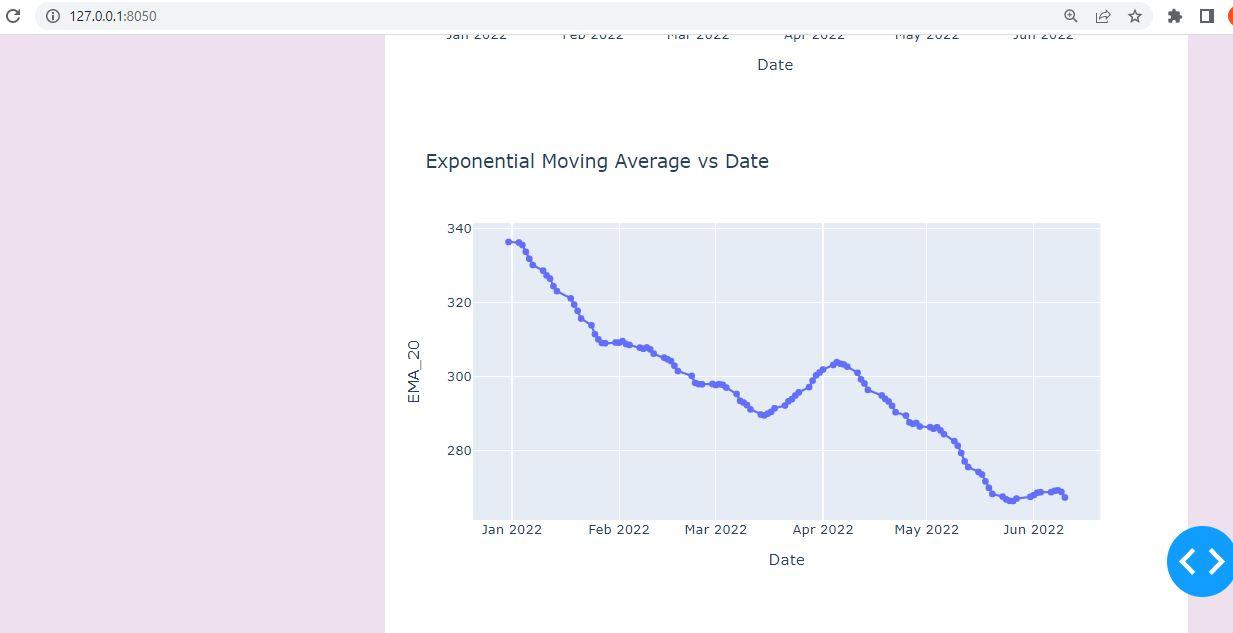 127.0.0.1:8050
Jan 2022 Feb 2022 Mar 2022 Apr 2022 May 2022 Jun 2022
Date
Exponential Moving Average vs Date
340
320
300
280
EMA_20
Jan 2022 Feb 2022 Mar 2022 Apr 2022 May 2022 Jun 2022
Date